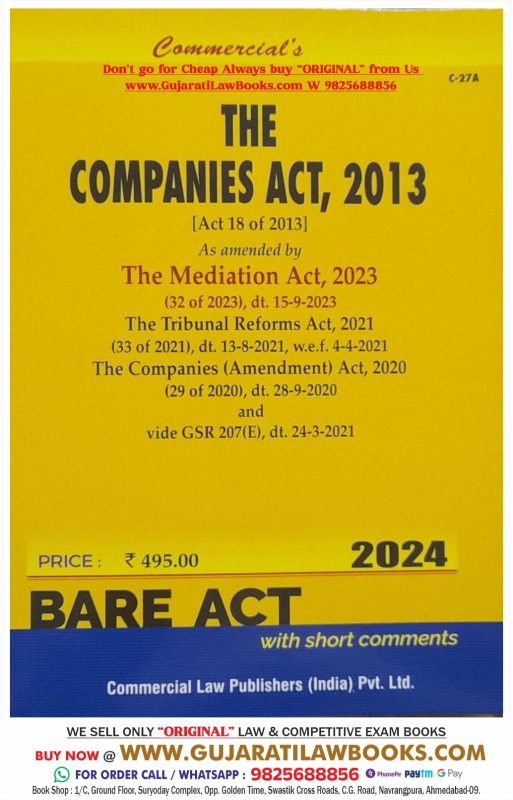 Commercial's
Don't go for Cheap Always buy "ORIGINAL" from Us
www.GujaratiLawBooks.com W 9825688856
C-27A
THE
COMPANIES ACT, 2013
[Act 18 of 2013]
As amended by
The Mediation Act, 2023
(32 of 2023), dt. 15-9-2023
The Tribunal Reforms Act, 2021
(33 of 2021), dt. 13-8-2021, w.e.f. 4-4-2021
The Companies (Amendment) Act, 2020
(29 of 2020), dt. 28-9-2020
and
vide GSR 207(E), dt. 24-3-2021
PRICE : ₹ 495.00
2024
BARE ACT
with short comments
Commercial Law Publishers (India) Pvt. Ltd.
WE SELL ONLY "ORIGINAL" LAW & COMPETITIVE EXAM BOOKS
BUY NOW @ WWW.GUJARATILAWBOOKS.COM
FOR ORDER CALL / WHATSAPP : 9825688856 PhonePe paytm G Pay
Book Shop : 1/C, Ground Floor, Suryoday Complex, Opp. Golden Time, Swastik Cross Roads, C.G. Road, Navrangpura, Ahmedabad-09.